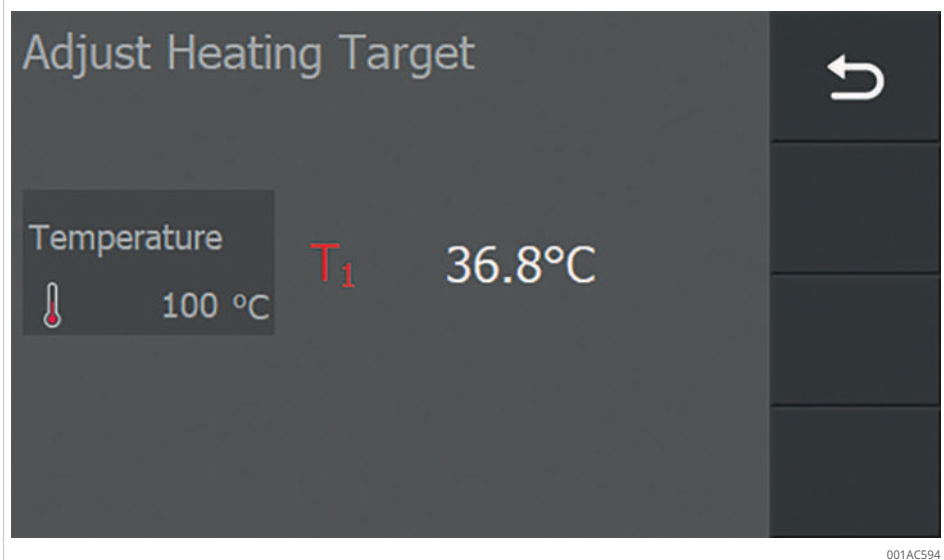 Adjust Heating Target
Temperature
100 °C
T₁ 36.8°C
001AC594